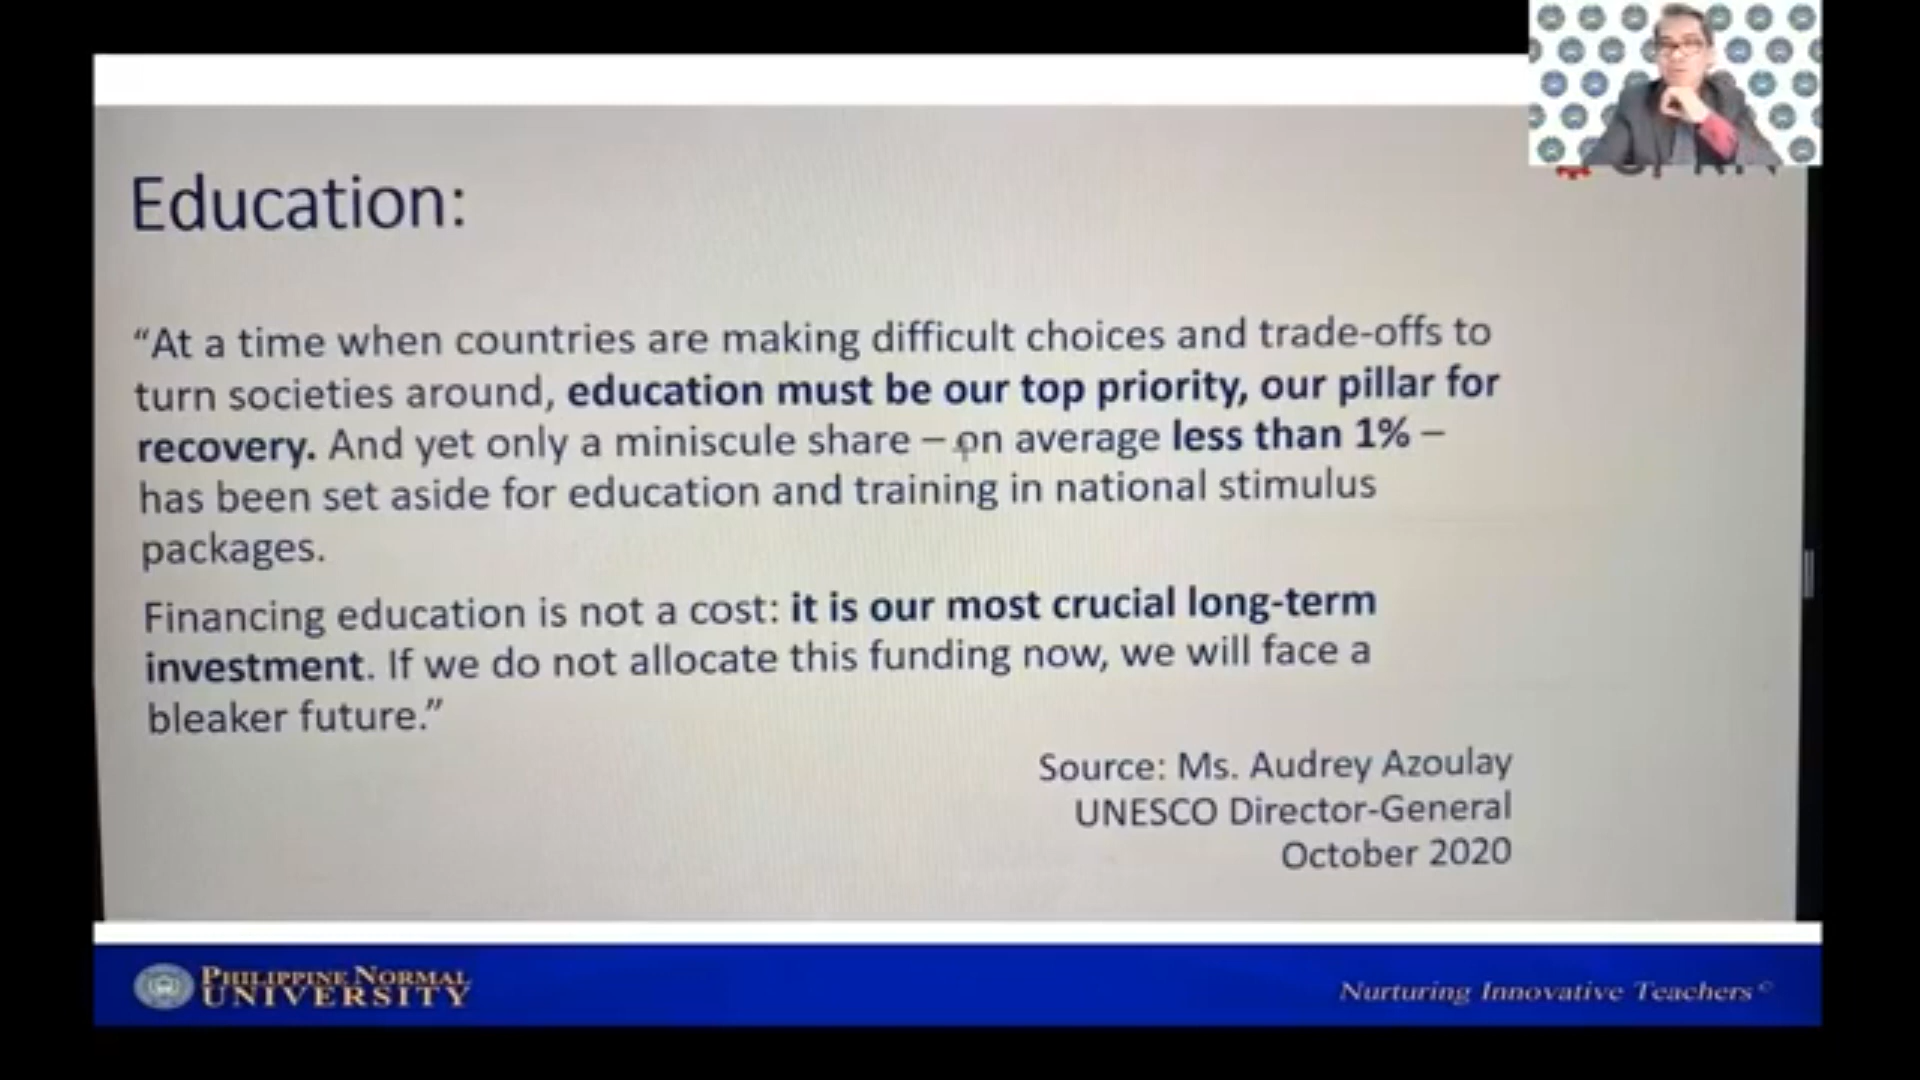 Education:
“At a time when countries are making difficult choices and trade-offs to
turn societies around, education must be our top priority, our pillar for
recovery. And yet only a miniscule share – on average less than 1% –
has been set aside for education and training in national stimulus
packages.
Financing education is not a cost: it is our most crucial long-term
investment. If we do not allocate this funding now, we will face a
bleaker future.”
Source: Ms. Audrey Azoulay
UNESCO Director-General
October 2020
PHILIPPINE NORMAL
UNIVERSITY
Nurturing Innovative Teachers©